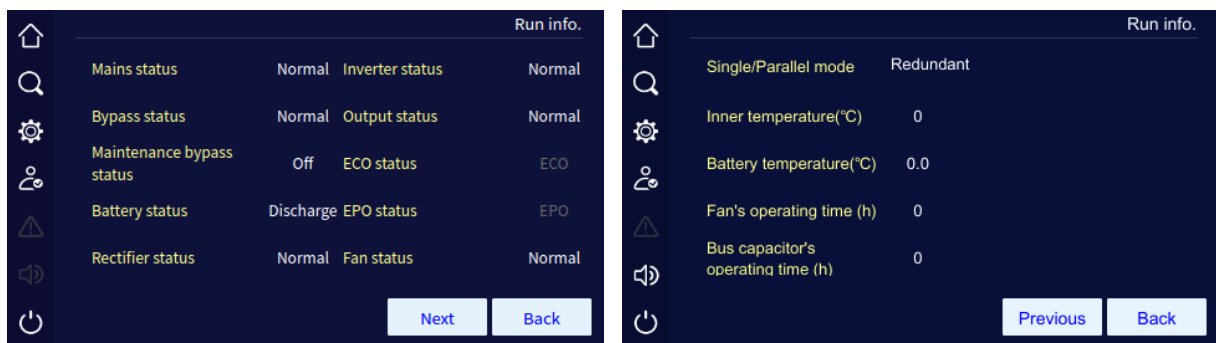 Run info.
Mains status Normal Inverter status Normal
Bypass status Normal Output status Normal
Maintenance bypass
status Off ECO status ECO
Battery status Discharge EPO status EPO
Rectifier status Normal Fan status Normal
Next Back
Run info.
Single/Parallel mode Redundant
Inner temperature(℃) 0
Battery temperature(℃) 0.0
Fan's operating time (h) 0
Bus capacitor's
operating time (h) 0
Previous Back